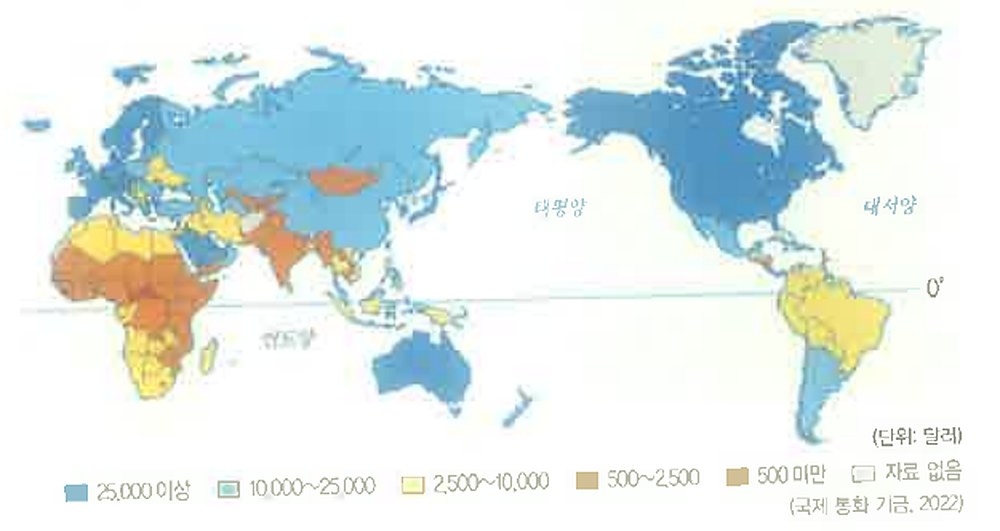 태평양
대서양
0°
인도양
(단위: 달러)
25,000 이상 10,000~25,000 2,500~10,000 500~2,500 500 미만 자료 없음
(국제 통화 기금, 2022)